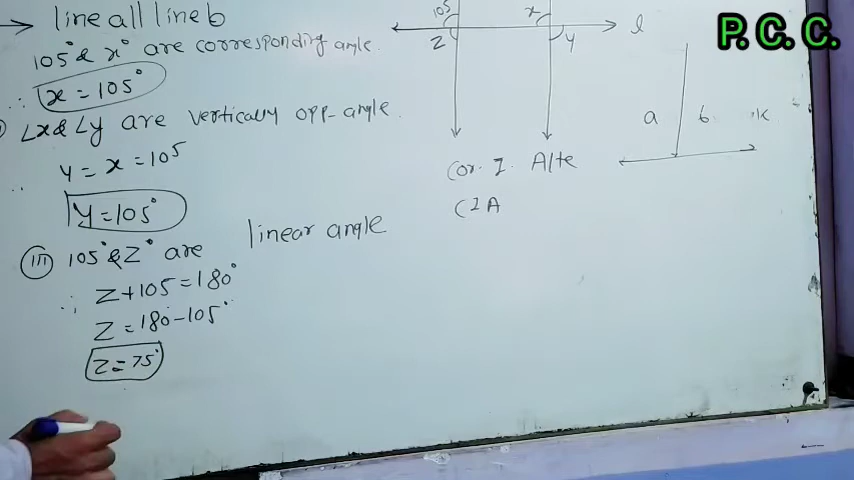 → line a || line b
105° & x° are corresponding angle.
∴ x = 105°
∠x & ∠y are vertically opp-angle.
∴ y = x = 105
y = 105°
(iii) 105° & z° are linear angle
∴ z + 105 = 180°
z = 180 - 105°
z = 75°
105 x l
z y
a b
Cor. I. Alte
CIA
P. C. C.